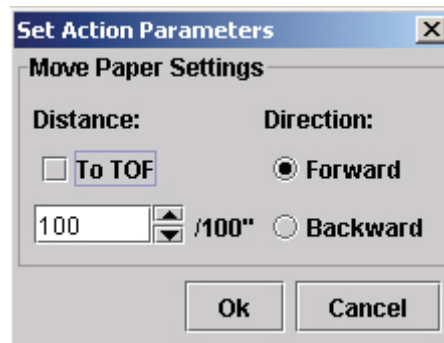 Set Action Parameters
Move Paper Settings
Distance: Direction:
To TOF Forward
100 /100" Backward
Ok Cancel